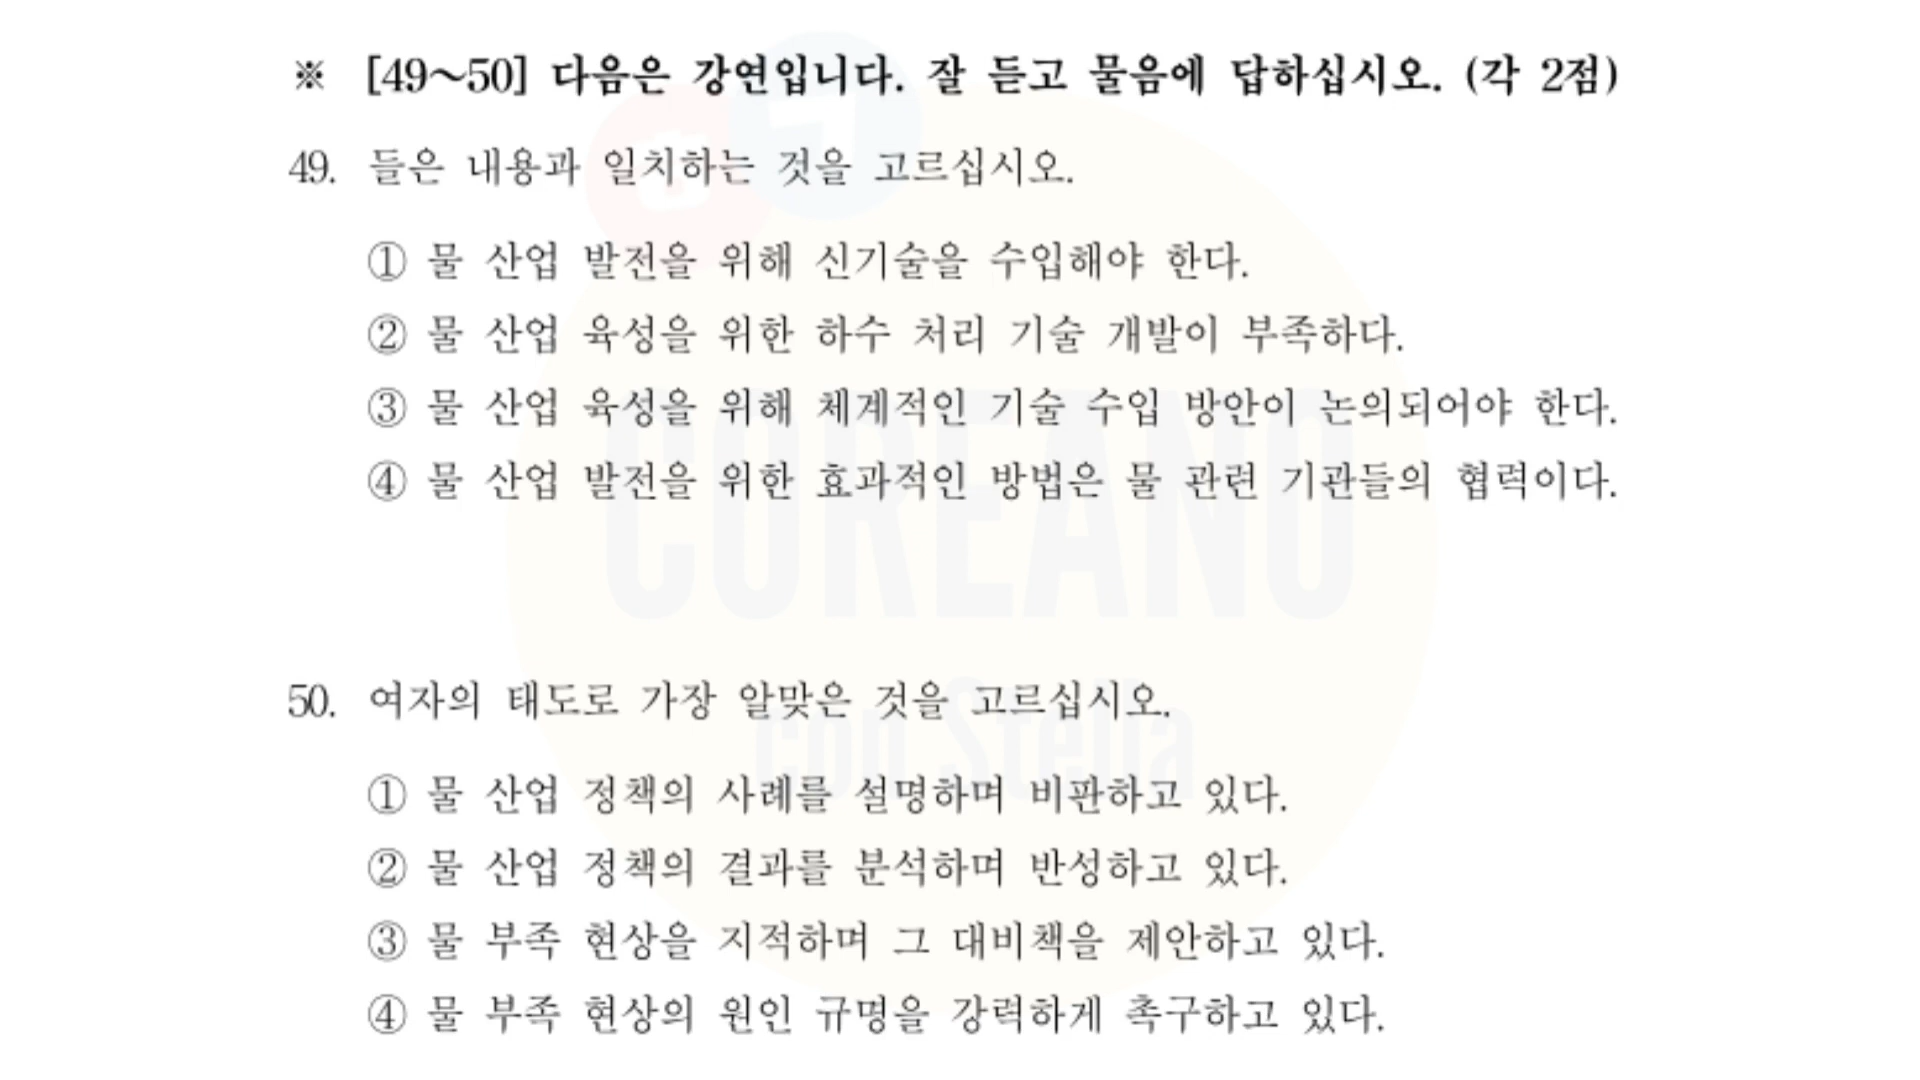 ※ [49～50] 다음은 강연입니다. 잘 듣고 물음에 답하십시오. (각 2점)
49. 들은 내용과 일치하는 것을 고르십시오.
① 물 산업 발전을 위해 신기술을 수입해야 한다.
② 물 산업 육성을 위한 하수 처리 기술 개발이 부족하다.
③ 물 산업 육성을 위해 체계적인 기술 수입 방안이 논의되어야 한다.
④ 물 산업 발전을 위한 효과적인 방법은 물 관련 기관들의 협력이다.
COREANO
50. 여자의 태도로 가장 알맞은 것을 고르십시오.
con Stella
① 물 산업 정책의 사례를 설명하며 비판하고 있다.
② 물 산업 정책의 결과를 분석하며 반성하고 있다.
③ 물 부족 현상을 지적하며 그 대비책을 제안하고 있다.
④ 물 부족 현상의 원인 규명을 강력하게 촉구하고 있다.